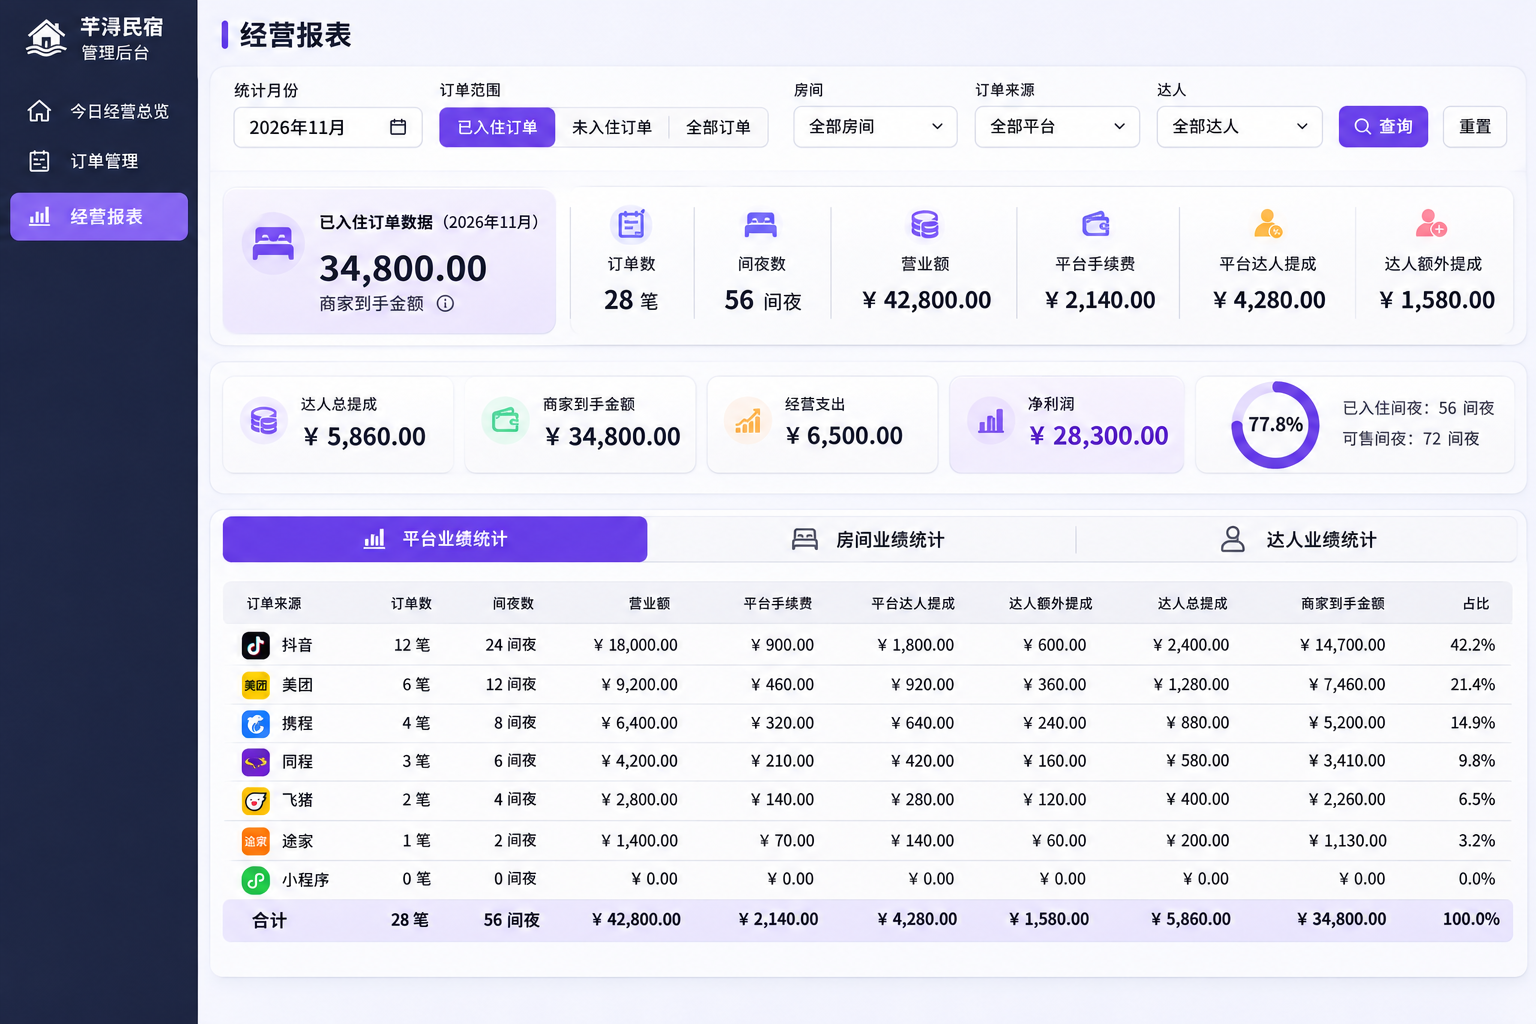 芊浔民宿
管理后台
今日经营总览
订单管理
经营报表
经营报表
统计月份 订单范围 房间 订单来源 达人
2026年11月 已入住订单 未入住订单 全部订单 全部房间 全部平台 全部达人 查询 重置
已入住订单数据（2026年11月）
34,800.00
商家到手金额
订单数 间夜数 营业额 平台手续费 平台达人提成 达人额外提成
28 笔 56 间夜 ¥ 42,800.00 ¥ 2,140.00 ¥ 4,280.00 ¥ 1,580.00
达人总提成 商家到手金额 经营支出 净利润
¥ 5,860.00 ¥ 34,800.00 ¥ 6,500.00 ¥ 28,300.00
77.8%
已入住间夜：56 间夜
可售间夜：72 间夜
平台业绩统计 房间业绩统计 达人业绩统计
订单来源 订单数 间夜数 营业额 平台手续费 平台达人提成 达人额外提成 达人总提成 商家到手金额 占比
抖音 12 笔 24 间夜 ¥ 18,000.00 ¥ 900.00 ¥ 1,800.00 ¥ 600.00 ¥ 2,400.00 ¥ 14,700.00 42.2%
美团 美团 6 笔 12 间夜 ¥ 9,200.00 ¥ 460.00 ¥ 920.00 ¥ 360.00 ¥ 1,280.00 ¥ 7,460.00 21.4%
携程 4 笔 8 间夜 ¥ 6,400.00 ¥ 320.00 ¥ 640.00 ¥ 240.00 ¥ 880.00 ¥ 5,200.00 14.9%
同程 3 笔 6 间夜 ¥ 4,200.00 ¥ 210.00 ¥ 420.00 ¥ 160.00 ¥ 580.00 ¥ 3,410.00 9.8%
飞猪 2 笔 4 间夜 ¥ 2,800.00 ¥ 140.00 ¥ 280.00 ¥ 120.00 ¥ 400.00 ¥ 2,260.00 6.5%
途家 途家 1 笔 2 间夜 ¥ 1,400.00 ¥ 70.00 ¥ 140.00 ¥ 60.00 ¥ 200.00 ¥ 1,130.00 3.2%
小程序 0 笔 0 间夜 ¥ 0.00 ¥ 0.00 ¥ 0.00 ¥ 0.00 ¥ 0.00 ¥ 0.00 0.0%
合计 28 笔 56 间夜 ¥ 42,800.00 ¥ 2,140.00 ¥ 4,280.00 ¥ 1,580.00 ¥ 5,860.00 ¥ 34,800.00 100.0%